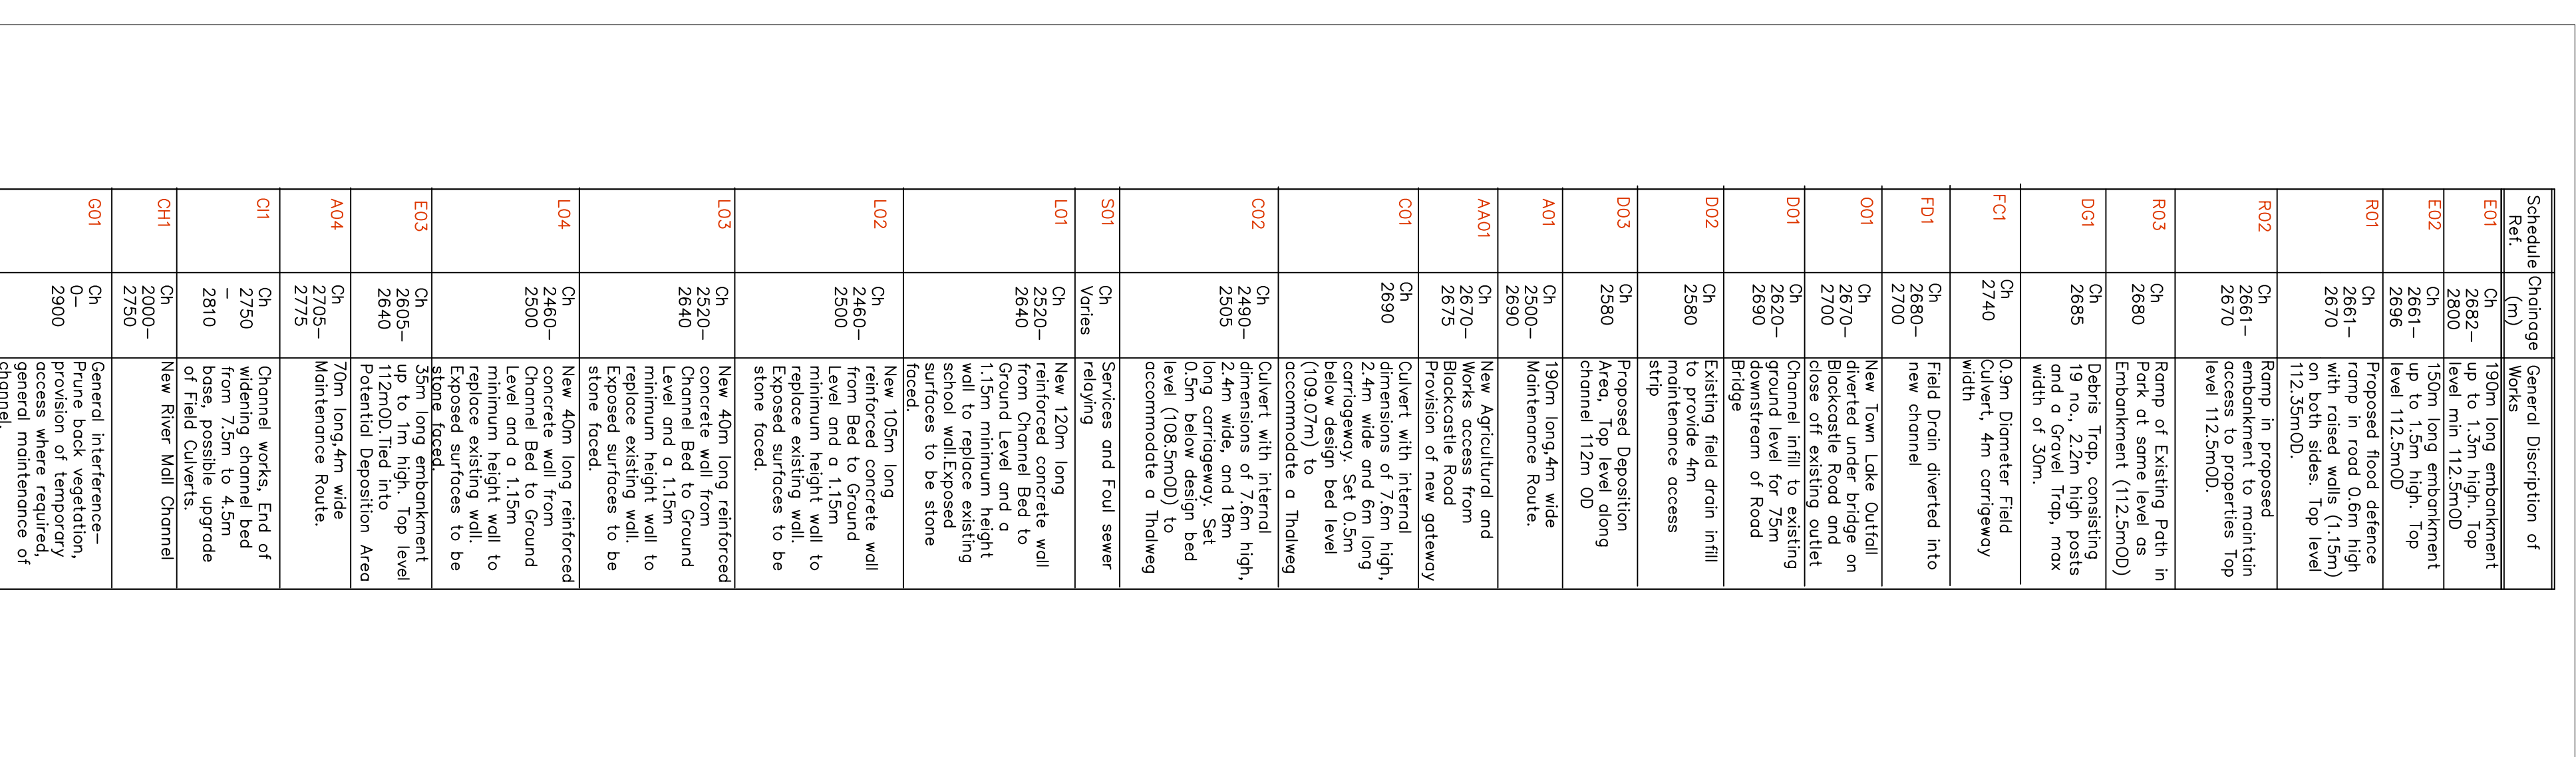 Schedule
Ref.
Chainage
(m)
General Discription of
Works
E01
Ch
2682–
2800
190m long embankment
up to 1.3m high. Top
level min 112.5mOD
E02
Ch
2661–
2696
150m long embankment
up to 1.5m high. Top
level 112.5mOD
R01
Ch
2661–
2670
Proposed flood defence
ramp in road 0.6m high
with raised walls (1.15m)
on both sides. Top level
112.35mOD.
R02
Ch
2661–
2670
Ramp in proposed
embankment to maintain
access to properties Top
level 112.5mOD.
R03
Ch
2680
Ramp of Existing Path in
Park at same level as
Embankment (112.5mOD)
DG1
Ch
2685
Debris Trap, consisting
19 no., 2.2m high posts
and a Gravel Trap, max
width of 30m.
FC1
Ch
2740
0.9m Diameter Field
Culvert, 4m carrigeway
width
FD1
Ch
2680–
2700
Field Drain diverted into
new channel
O01
Ch
2670–
2700
New Town Lake Outfall
diverted under bridge on
Blackcastle Road and
close off existing outlet
D01
Ch
2620–
2690
Channel infill to existing
ground level for 75m
downstream of Road
Bridge
D02
Ch
2580
Existing field drain infill
to provide 4m
maintenance access
strip
D03
Ch
2580
Proposed Deposition
Area, Top level along
channel 112m OD
A01
Ch
2500–
2690
190m long,4m wide
Maintenance Route.
AA01
Ch
2670–
2675
New Agricultural and
Works access from
Blackcastle Road
Provision of new gateway
C01
Ch
2690
Culvert with internal
dimensions of 7.6m high,
2.4m wide and 6m long
carriageway. Set 0.5m
below design bed level
(109.07m) to
accommodate a Thalweg
C02
Ch
2490–
2505
Culvert with internal
dimensions of 7.6m high,
2.4m wide, and 18m
long carriageway. Set
0.5m below design bed
level (108.5mOD) to
accommodate a Thalweg
S01
Ch
Varies
Services and Foul sewer
relaying
L01
Ch
2520–
2640
New 120m long
reinforced concrete wall
from Channel Bed to
Ground Level and a
1.15m minimum height
wall to replace existing
school wall.Exposed
surfaces to be stone
faced.
L02
Ch
2460–
2500
New 105m long
reinforced concrete wall
from Bed to Ground
Level and a 1.15m
minimum height wall to
replace existing wall.
Exposed surfaces to be
stone faced.
L03
Ch
2520–
2640
New 40m long reinforced
concrete wall from
Channel Bed to Ground
Level and a 1.15m
minimum height wall to
replace existing wall.
Exposed surfaces to be
stone faced.
L04
Ch
2460–
2500
New 40m long reinforced
concrete wall from
Channel Bed to Ground
Level and a 1.15m
minimum height wall to
replace existing wall.
Exposed surfaces to be
stone faced.
E03
Ch
2605–
2640
35m long embankment
up to 1m high. Top level
112mOD.Tied into
Potential Deposition Area
A04
Ch
2705–
2775
70m long,4m wide
Maintenance Route.
CI1
Ch
2750
–
2810
Channel works, End of
widening channel bed
from 7.5m to 4.5m
base, possible upgrade
of Field Culverts.
CH1
Ch
2000–
2750
New River Mall Channel
G01
Ch
0–
2900
General interference–
Prune back vegetation,
provision of temporary
access where required,
general maintenance of
channel.